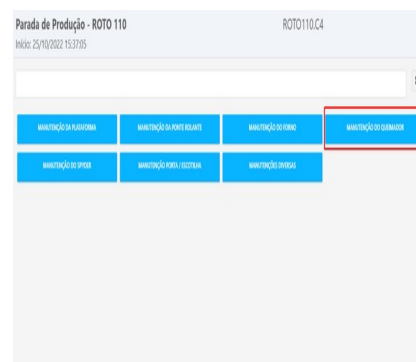 Parada de Produção - ROTO 110 ROTO110.C4
Início: 25/10/2022 15:37:05
MANUTENÇÃO DA PLATAFORMA MANUTENÇÃO DA PONTE ROLANTE MANUTENÇÃO DO FORNO MANUTENÇÃO DO QUEIMADOR
MANUTENÇÃO DO SPYDER MANUTENÇÃO PORTA / ESCOTILHA MANUTENÇÕES DIVERSAS